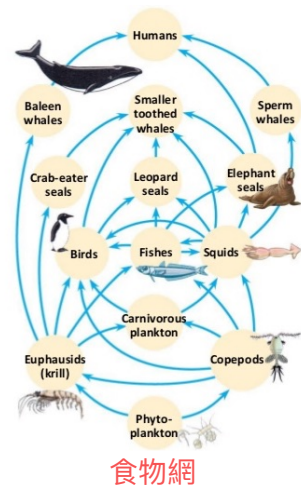 Humans
Baleen
whales
Smaller
toothed
whales
Sperm
whales
Crab-eater
seals
Leopard
seals
Elephant
seals
Birds
Fishes
Squids
Carnivorous
plankton
Euphausids
(krill)
Copepods
Phyto-
plankton
食物網